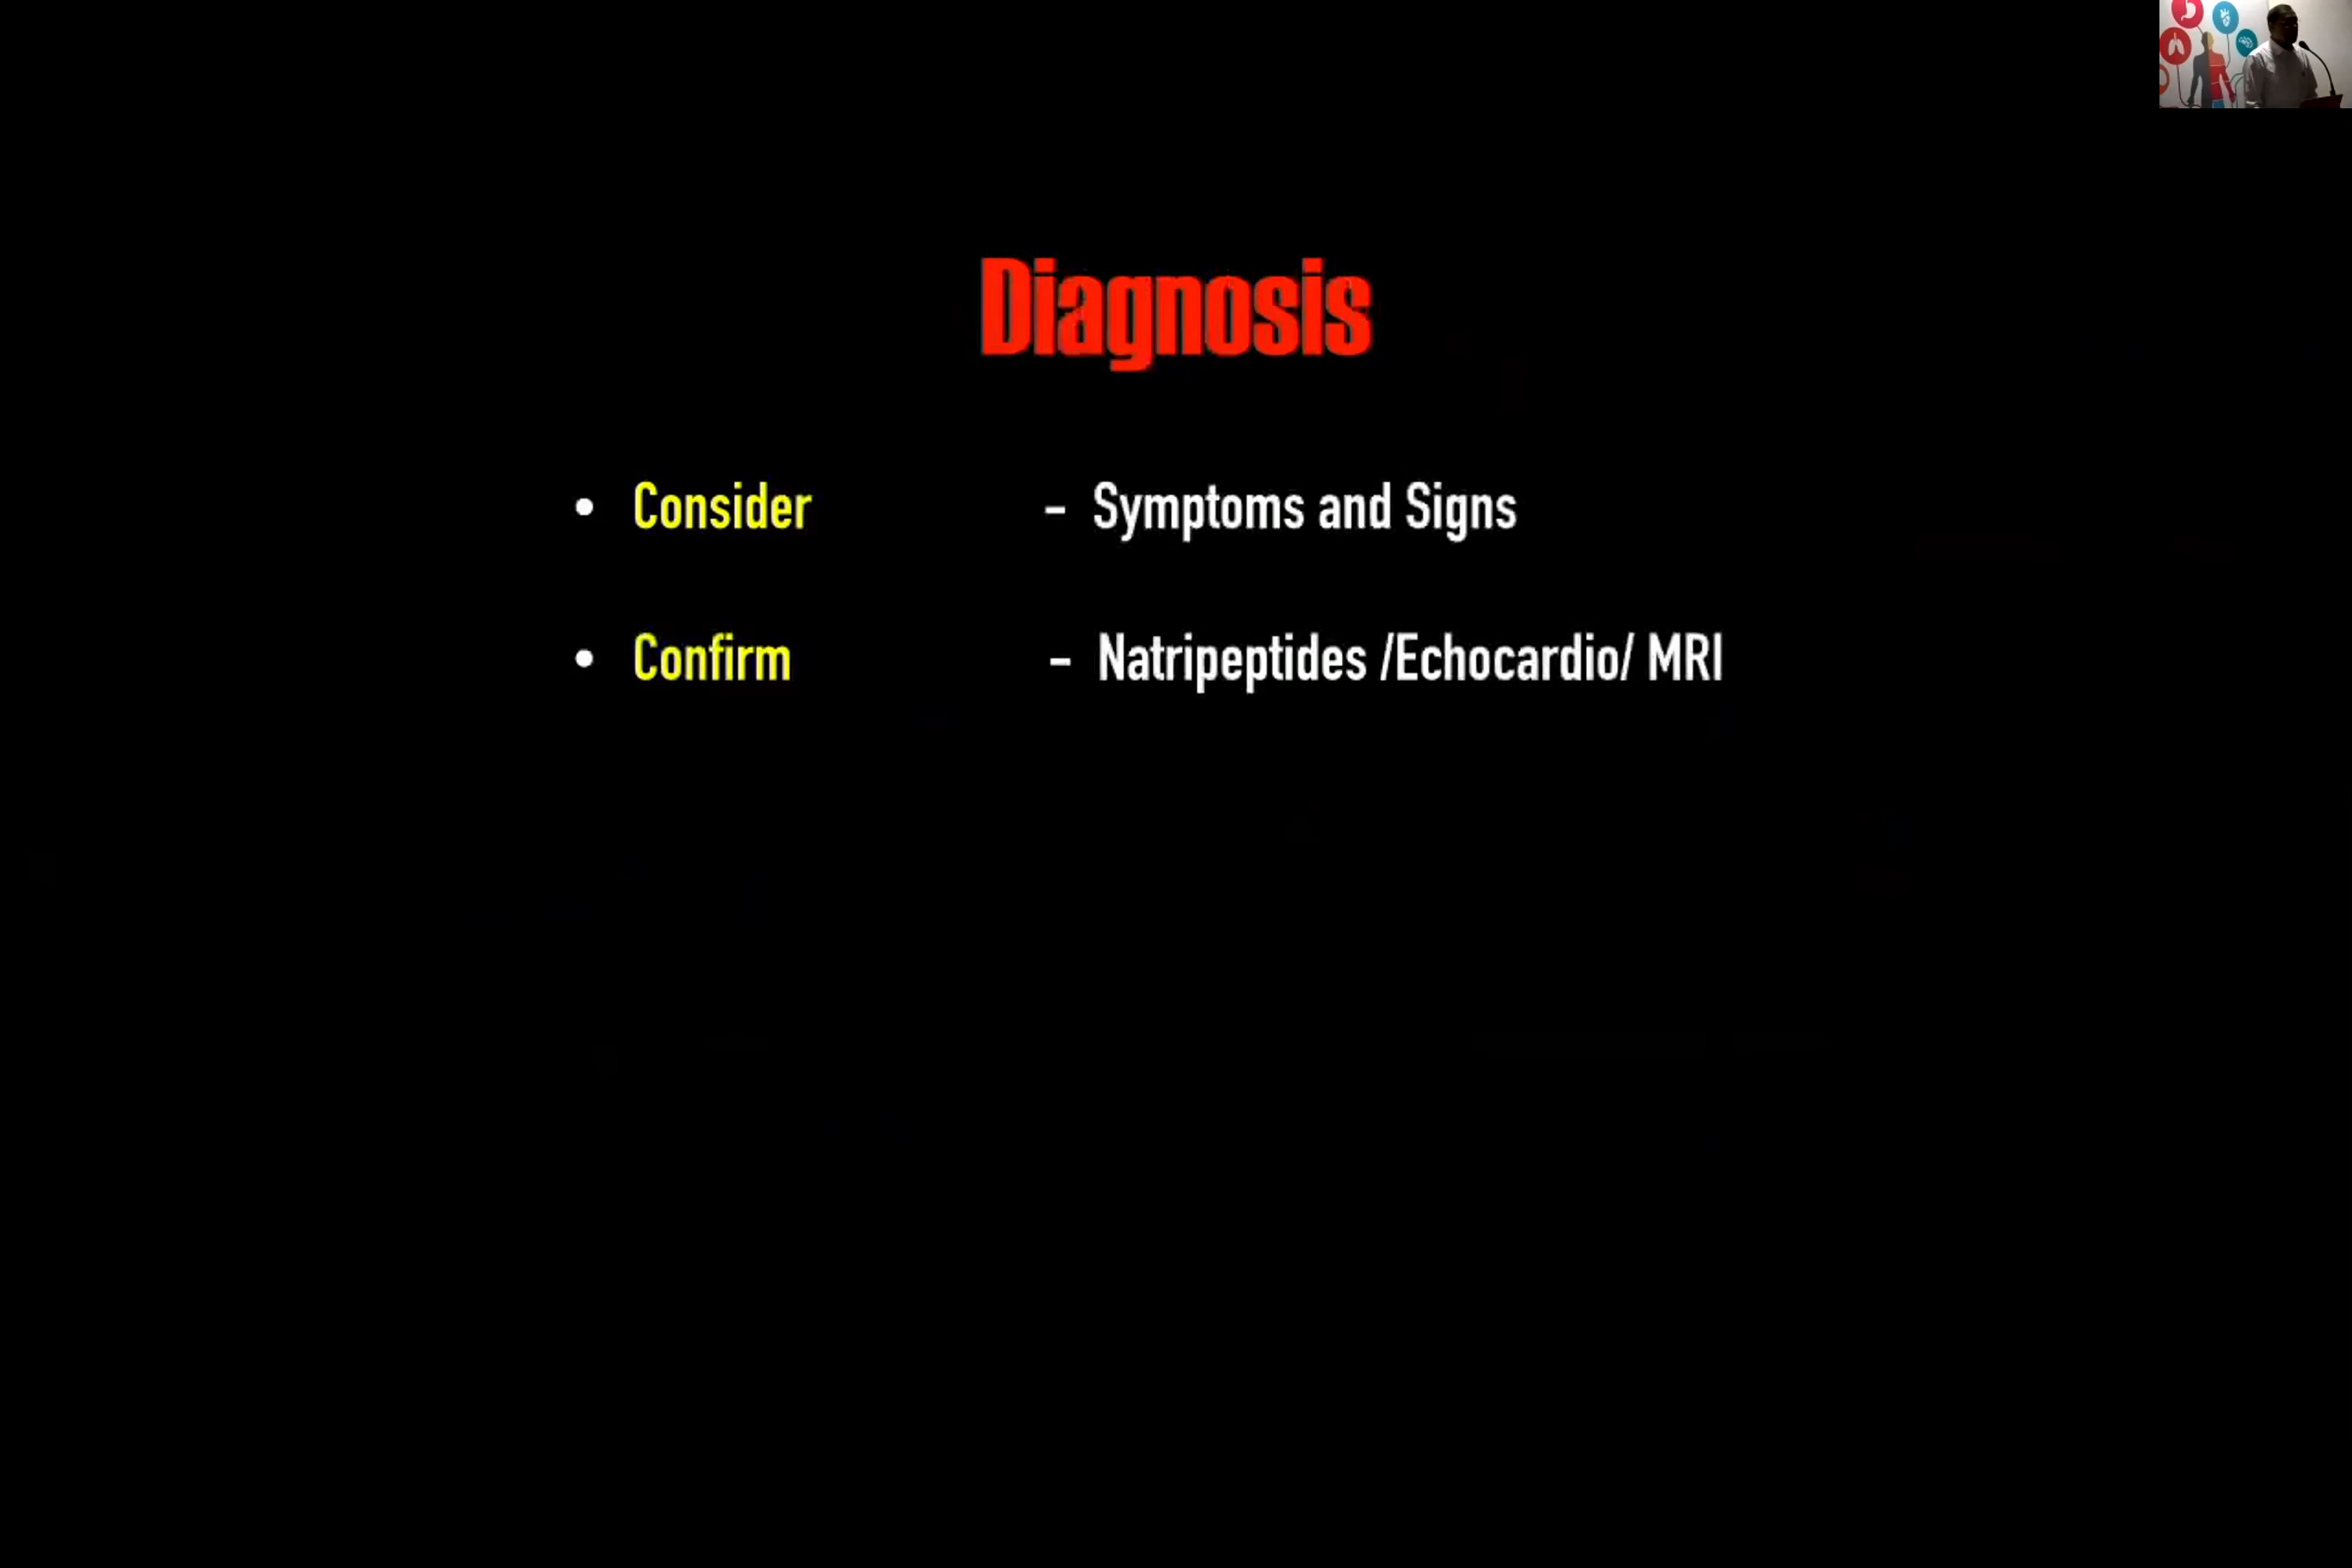 Diagnosis
• Consider - Symptoms and Signs
• Confirm - Natripeptides /Echocardio/ MRI